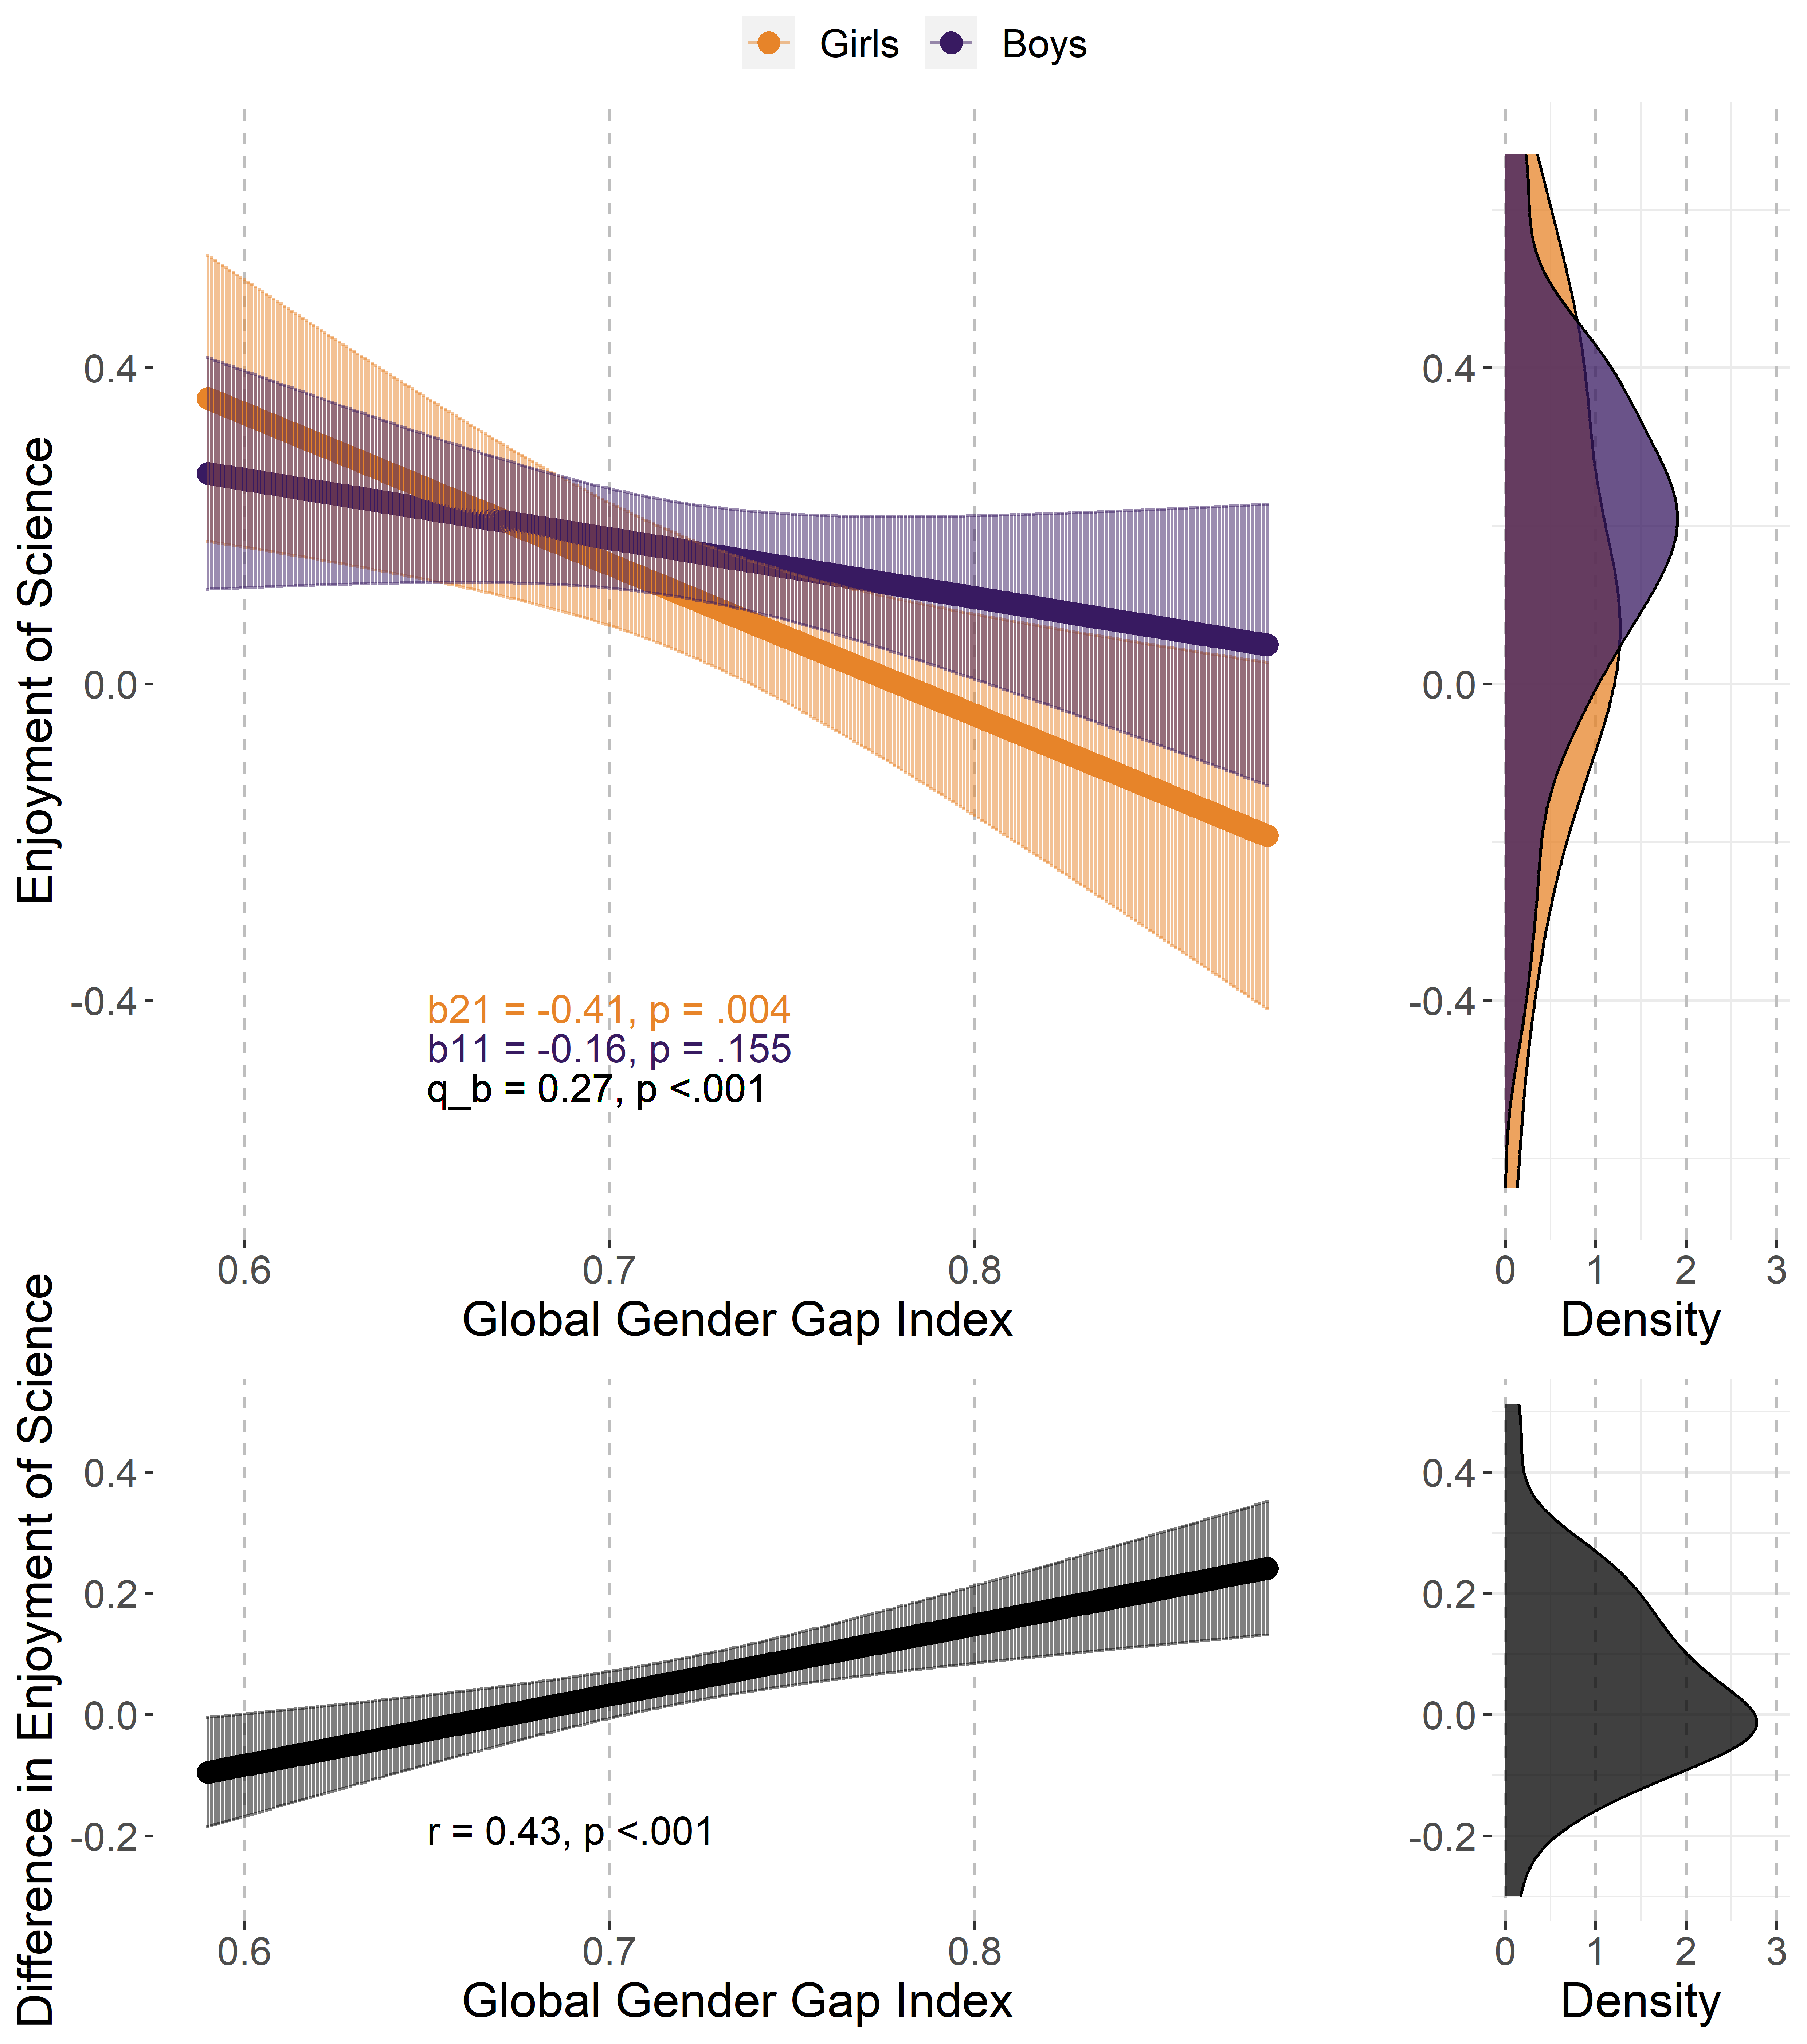 Girls Boys
Enjoyment of Science
0.4
0.0
-0.4
b21 = -0.41, p = .004
b11 = -0.16, p = .155
q_b = 0.27, p <.001
0.6 0.7 0.8
Global Gender Gap Index
0.4
0.0
-0.4
0 1 2 3
Density
Difference in Enjoyment of Science
0.4
0.2
0.0
-0.2
r = 0.43, p <.001
0.6 0.7 0.8
Global Gender Gap Index
0.4
0.2
0.0
-0.2
0 1 2 3
Density